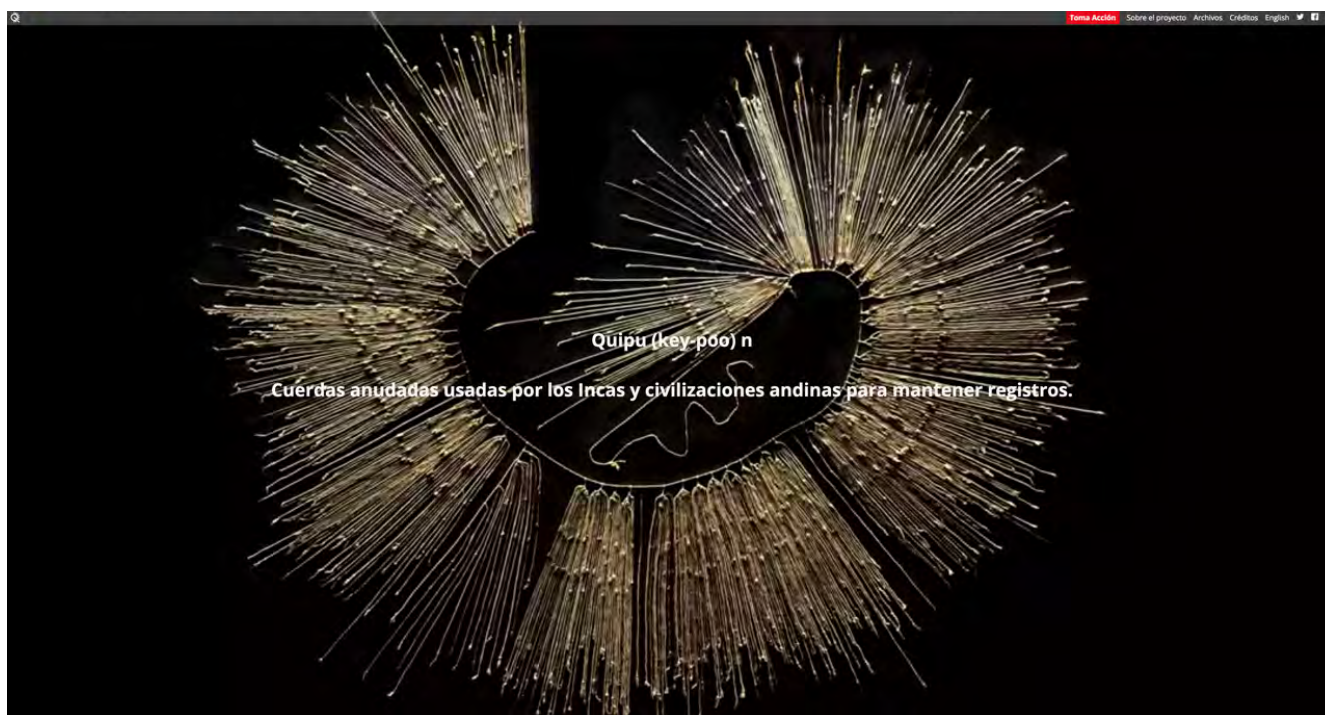 Toma Acción Sobre el proyecto Archivos Créditos English
Quipu (key-poo) n
Cuerdas anudadas usadas por los Incas y civilizaciones andinas para mantener registros.